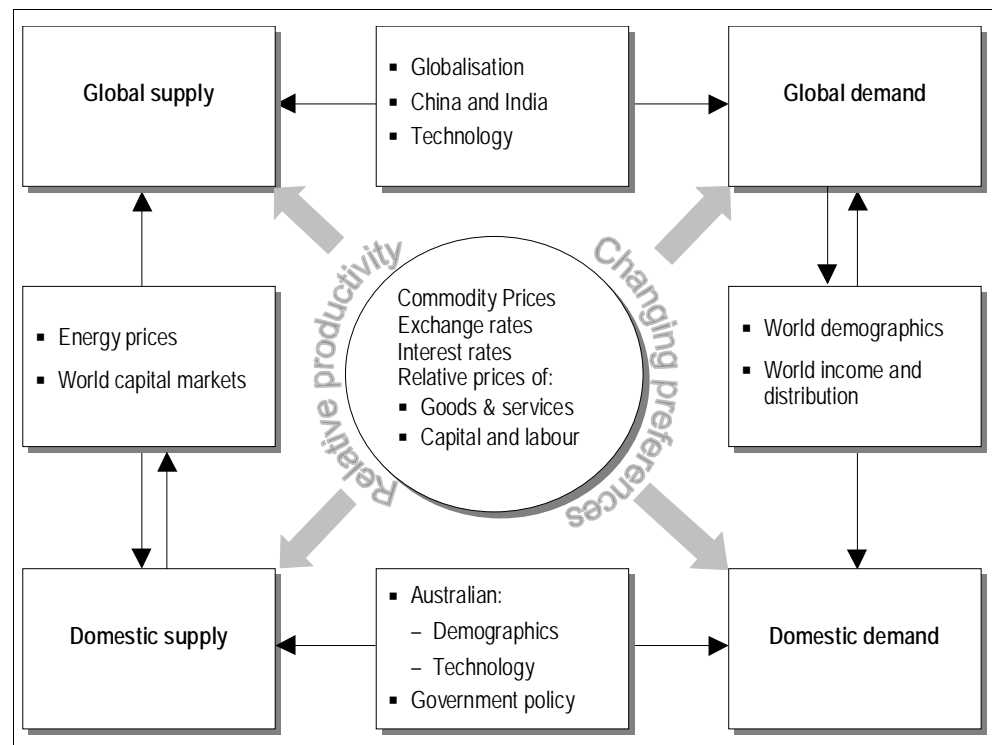 Global supply
▪ Globalisation
▪ China and India
▪ Technology
Global demand
▪ Energy prices
▪ World capital markets
Relative productivity
Commodity Prices
Exchange rates
Interest rates
Relative prices of:
▪ Goods & services
▪ Capital and labour
Changing preferences
▪ World demographics
▪ World income and
distribution
Domestic supply
▪ Australian:
– Demographics
– Technology
▪ Government policy
Domestic demand